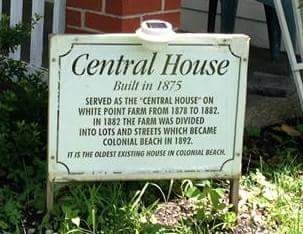 Central House
Built in 1875
SERVED AS THE "CENTRAL HOUSE" ON
WHITE POINT FARM FROM 1878 TO 1882.
IN 1882 THE FARM WAS DIVIDED
INTO LOTS AND STREETS WHICH BECAME
COLONIAL BEACH IN 1892.
IT IS THE OLDEST EXISTING HOUSE IN COLONIAL BEACH.